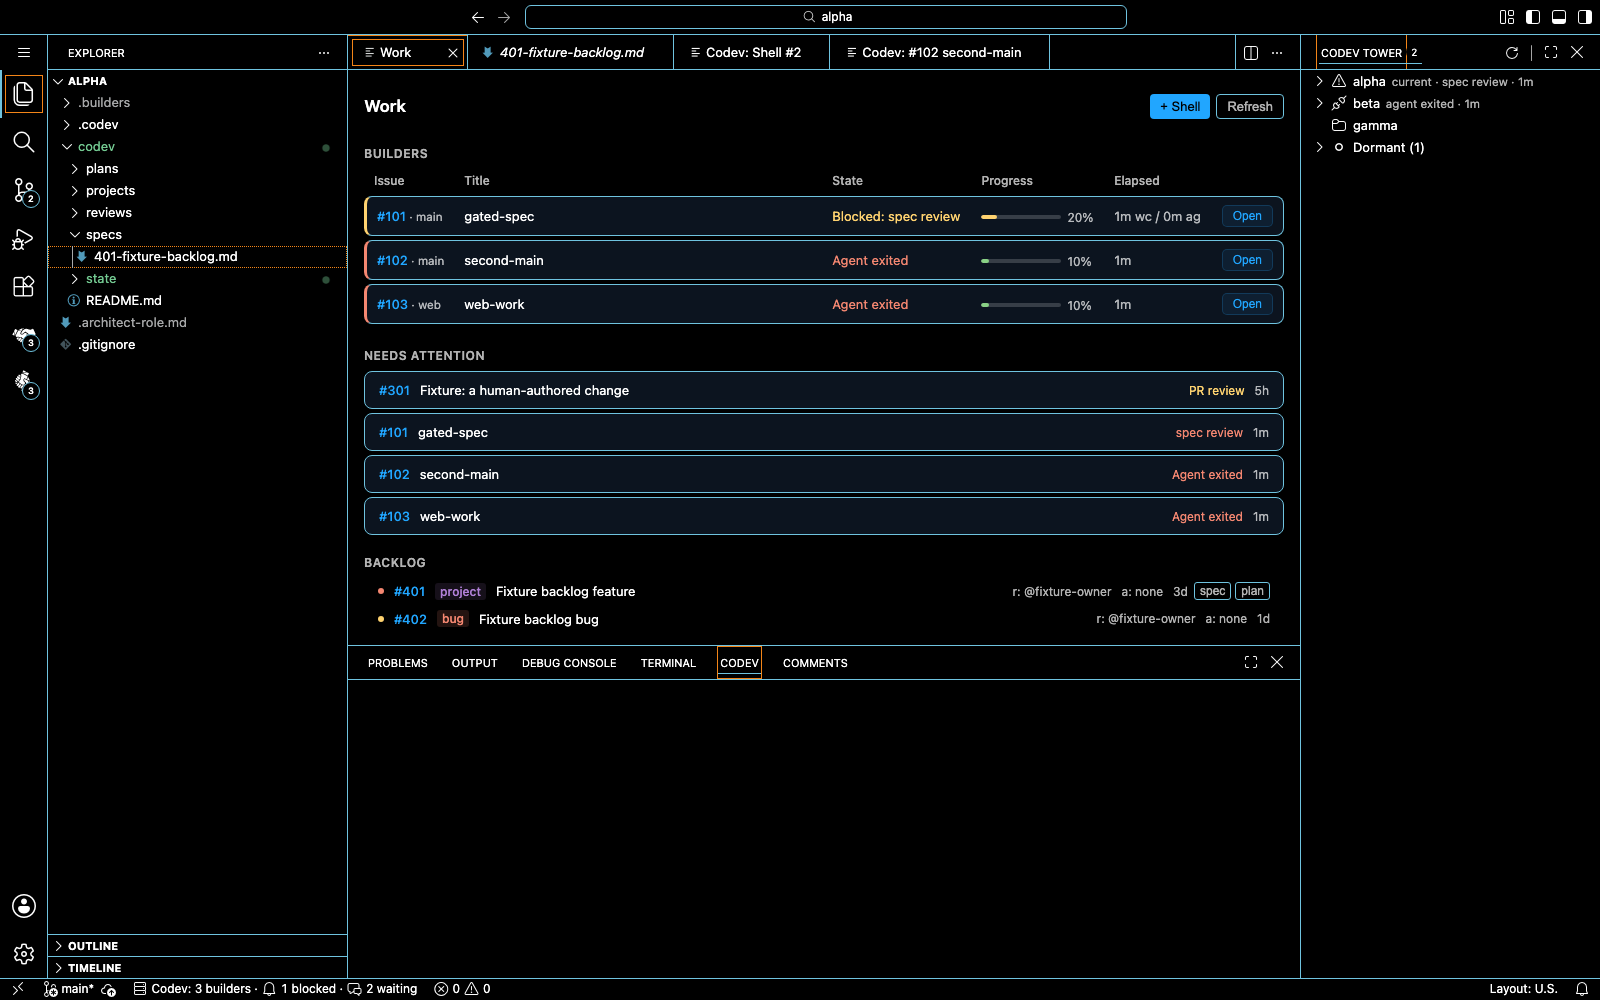 alpha
EXPLORER
ALPHA
.builders
.codev
codev
plans
projects
reviews
specs
401-fixture-backlog.md
state
README.md
.architect-role.md
.gitignore
OUTLINE
TIMELINE
2
3
3
Work
401-fixture-backlog.md
Codev: Shell #2
Codev: #102 second-main
Work
+ Shell
Refresh
BUILDERS
Issue Title State Progress Elapsed
#101 · main gated-spec Blocked: spec review 20% 1m wc / 0m ag Open
#102 · main second-main Agent exited 10% 1m Open
#103 · web web-work Agent exited 10% 1m Open
NEEDS ATTENTION
#301 Fixture: a human-authored change PR review 5h
#101 gated-spec spec review 1m
#102 second-main Agent exited 1m
#103 web-work Agent exited 1m
BACKLOG
#401 project Fixture backlog feature r: @fixture-owner a: none 3d spec plan
#402 bug Fixture backlog bug r: @fixture-owner a: none 1d
PROBLEMS OUTPUT DEBUG CONSOLE TERMINAL CODEV COMMENTS
CODEV TOWER 2
alpha current · spec review · 1m
beta agent exited · 1m
gamma
Dormant (1)
main* Codev: 3 builders · 1 blocked · 2 waiting 0 0 Layout: U.S.